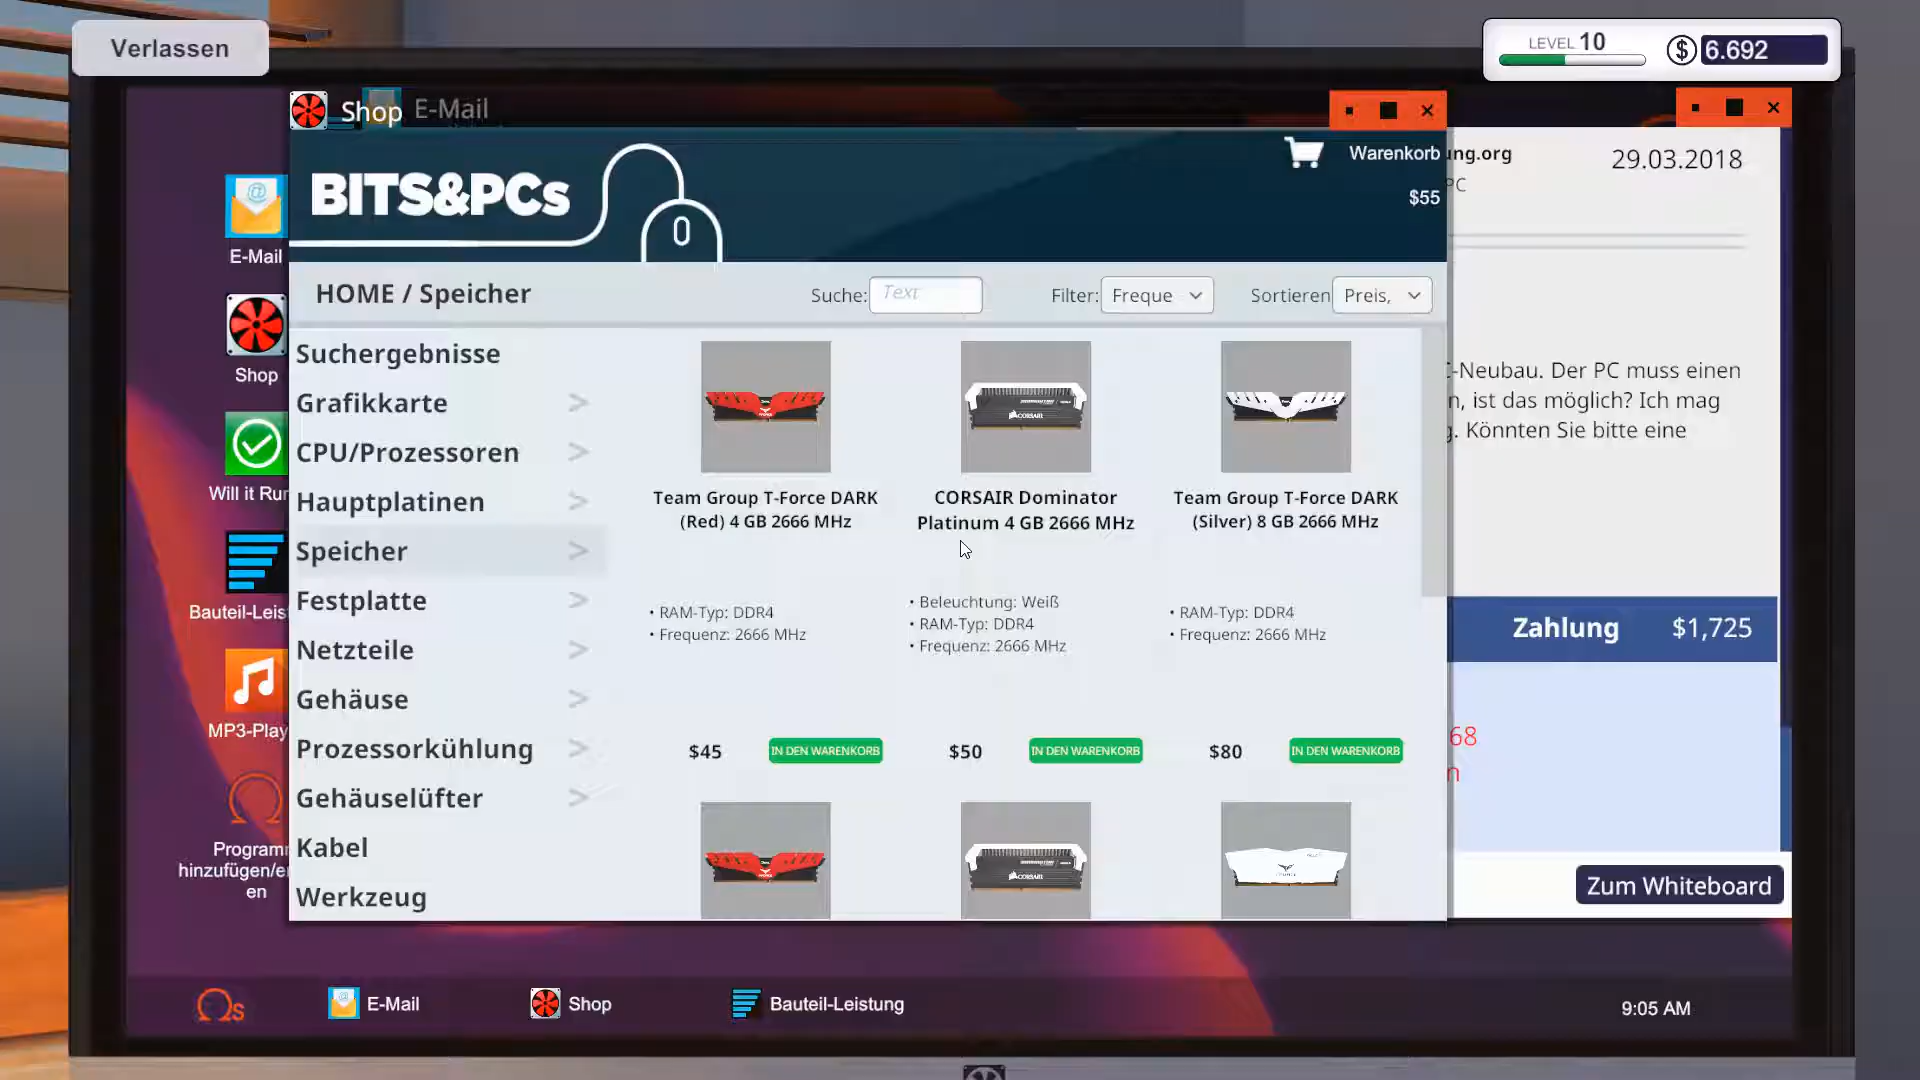 Verlassen
LEVEL 10
$ 6.692
Shop
E-Mail
BITS&PCs
Warenkorb
$55
ung.org
29.03.2018
PC
E-Mail
Shop
Will it Run
Bauteil-Leis
MP3-Play
Program
hinzufügen/e
en
HOME / Speicher
Suche:
Text
Filter:
Freque
Sortieren
Preis,
Suchergebnisse
Grafikkarte >
CPU/Prozessoren >
Hauptplatinen >
Speicher >
Festplatte >
Netzteile >
Gehäuse >
Prozessorkühlung >
Gehäuselüfter >
Kabel
Werkzeug
Team Group T-Force DARK
(Red) 4 GB 2666 MHz
• RAM-Typ: DDR4
• Frequenz: 2666 MHz
$45
IN DEN WARENKORB
CORSAIR
CORSAIR Dominator
Platinum 4 GB 2666 MHz
• Beleuchtung: Weiß
• RAM-Typ: DDR4
• Frequenz: 2666 MHz
$50
IN DEN WARENKORB
Team Group T-Force DARK
(Silver) 8 GB 2666 MHz
• RAM-Typ: DDR4
• Frequenz: 2666 MHz
$80
IN DEN WARENKORB
CORSAIR
C-Neubau. Der PC muss einen
n, ist das möglich? Ich mag
g. Könnten Sie bitte eine
Zahlung
$1,725
68
n
Zum Whiteboard
Ωs
E-Mail
Shop
Bauteil-Leistung
9:05 AM